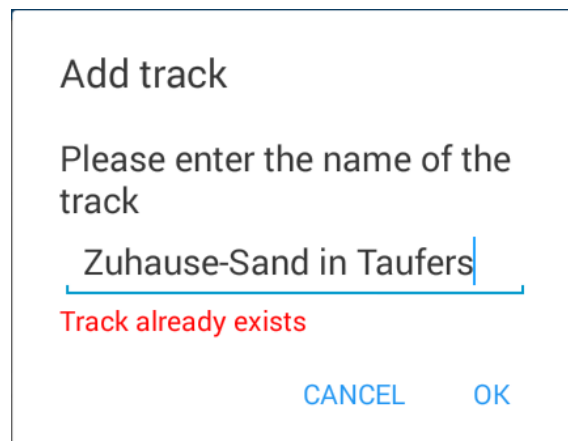 Add track
Please enter the name of the
track
Zuhause-Sand in Taufers
Track already exists
CANCEL OK